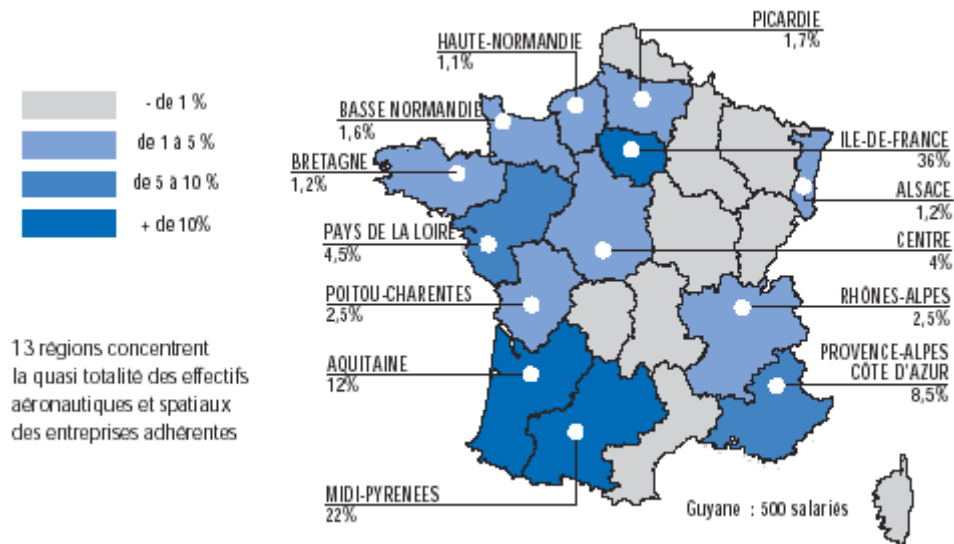 - de 1 %
de 1 à 5 %
de 5 à 10 %
+ de 10%
13 régions concentrent
la quasi totalité des effectifs
aéronautiques et spatiaux
des entreprises adhérentes
PICARDIE
1,7%
HAUTE-NORMANDIE
1,1%
BASSE NORMANDIE
1,6%
BRETAGNE
1,2%
ILE-DE-FRANCE
36%
ALSACE
1,2%
PAYS DE LA LOIRE
4,5%
CENTRE
4%
POITOU-CHARENTES
2,5%
RHÔNES-ALPES
2,5%
AQUITAINE
12%
PROVENCE-ALPES
CÔTE D'AZUR
8,5%
MIDI-PYRENEES
22%
Guyane : 500 salariés